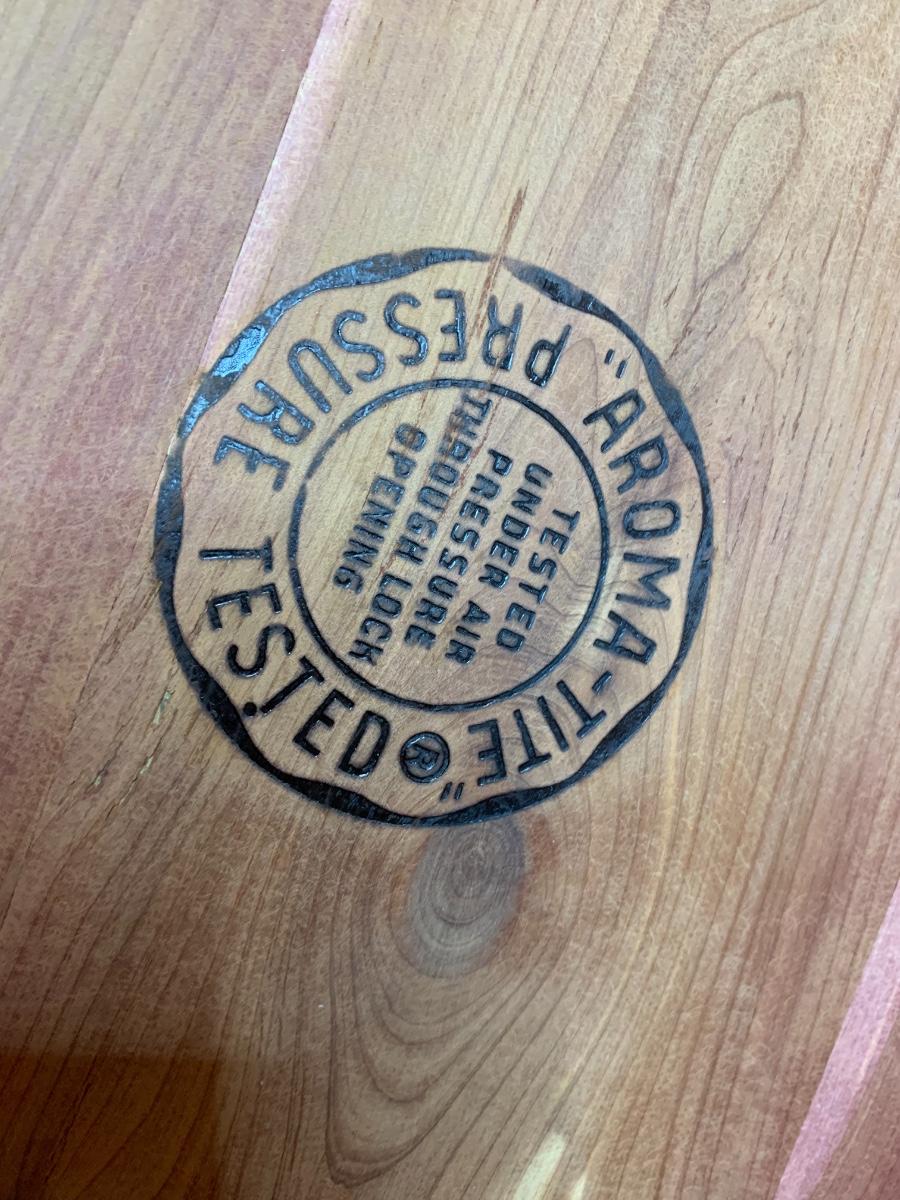 "AROMA-TITE"
PRESSURE TESTED®
TESTED
UNDER AIR
PRESSURE
THROUGH LOCK
OPENING